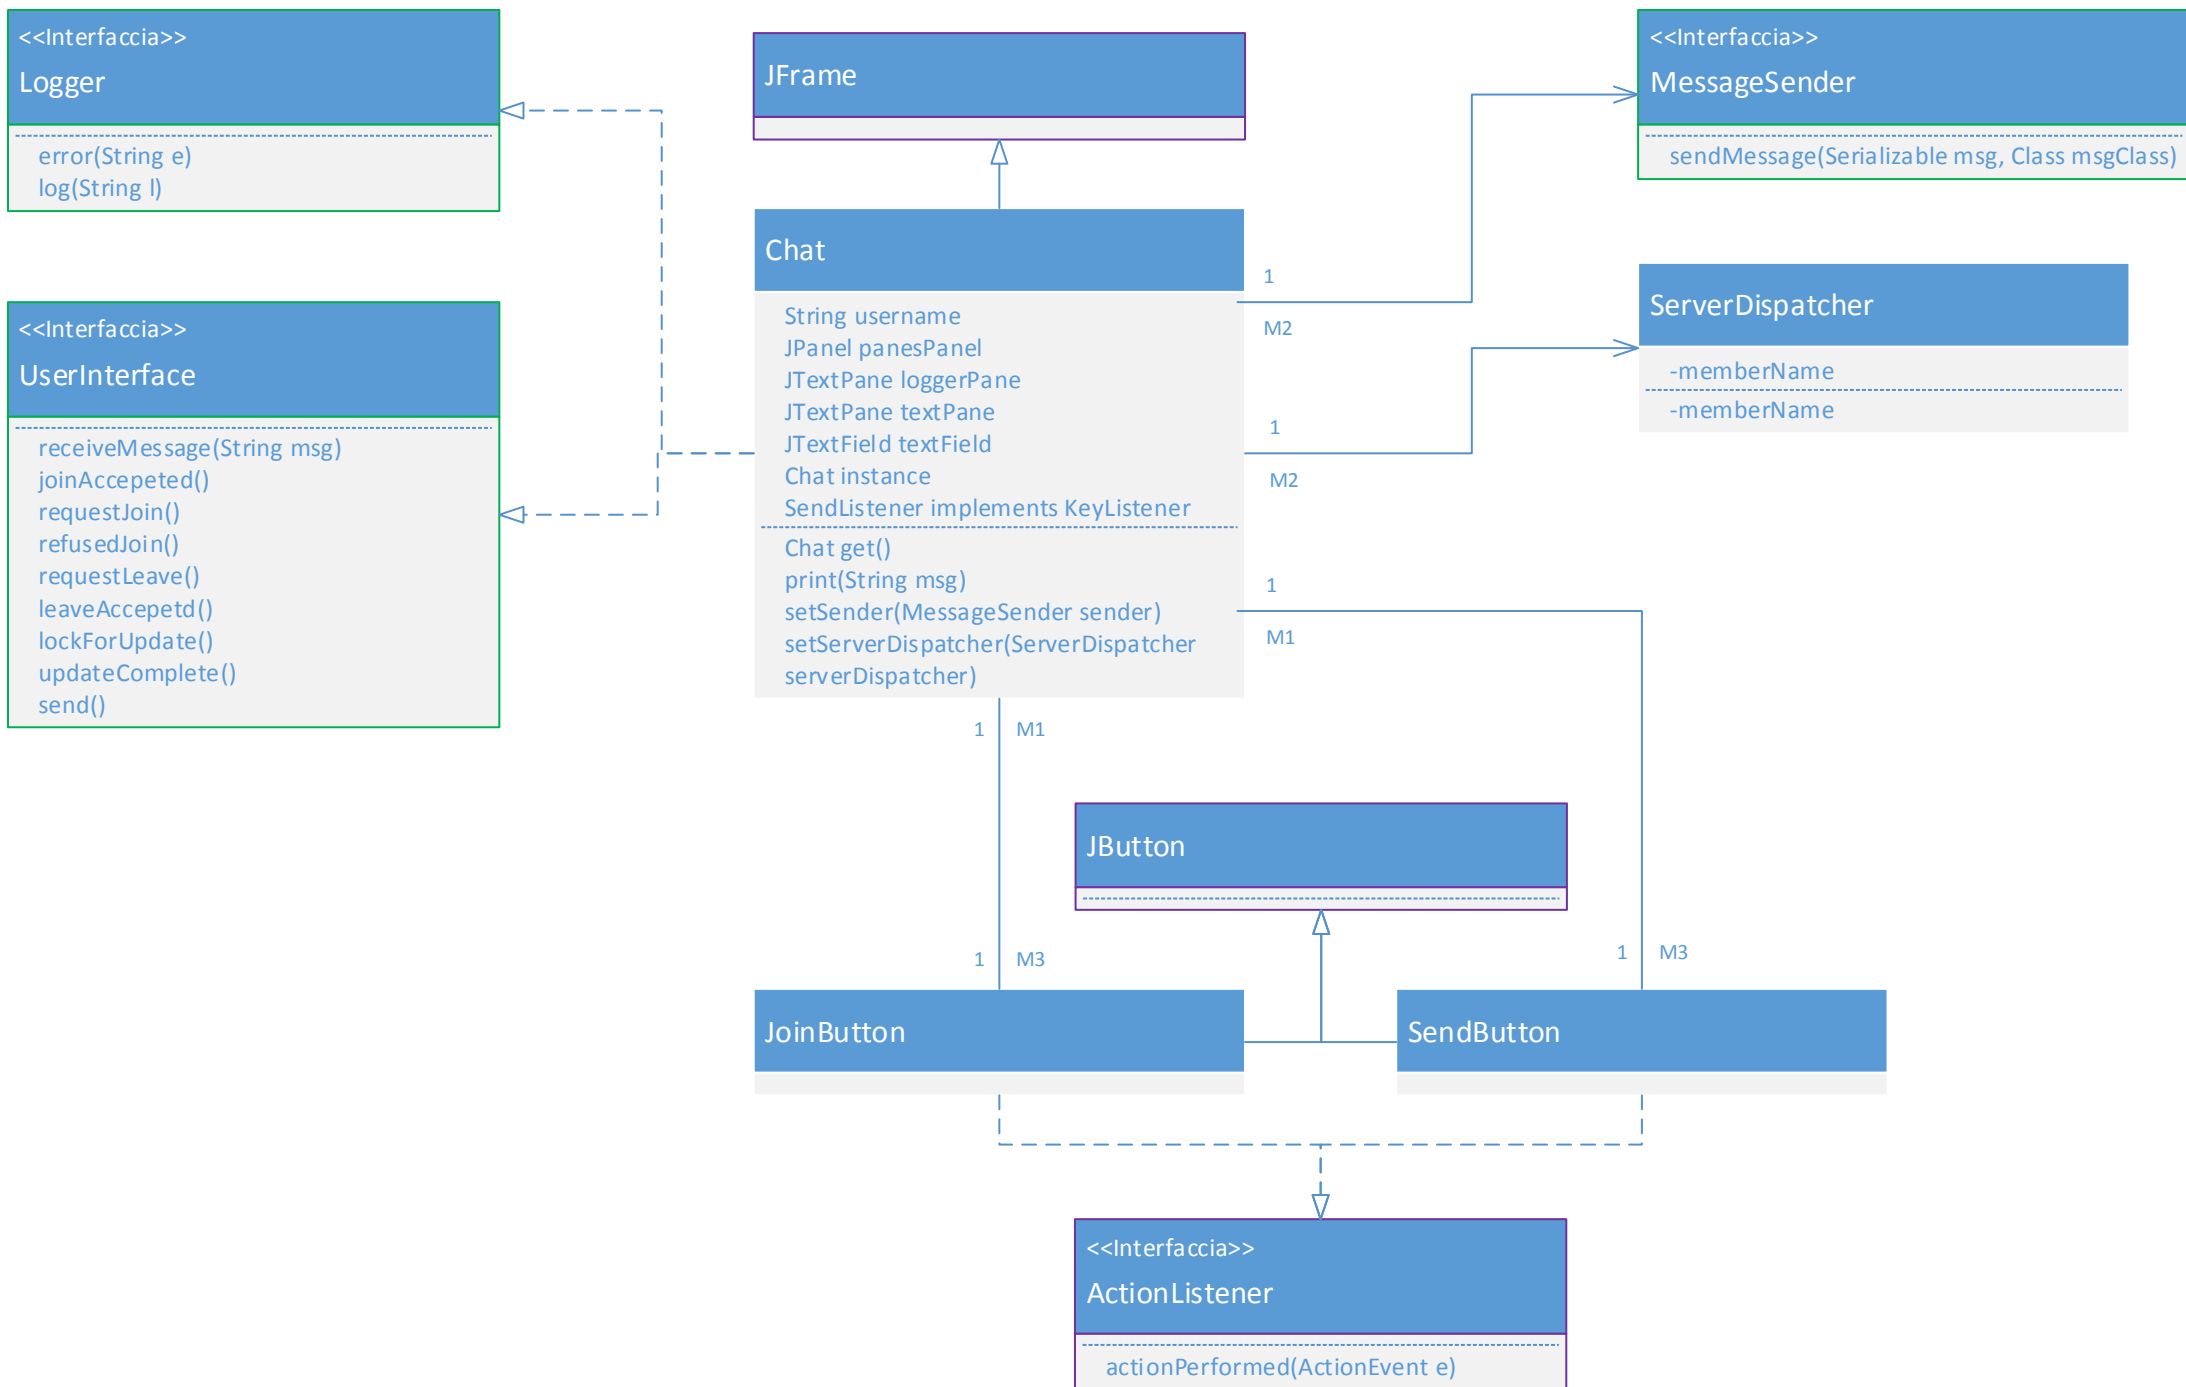 <<Interfaccia>>
Logger
error(String e)
log(String l)
<<Interfaccia>>
UserInterface
receiveMessage(String msg)
joinAccepeted()
requestJoin()
refusedJoin()
requestLeave()
leaveAccepetd()
lockForUpdate()
updateComplete()
send()
JFrame
Chat
String username
JPanel panesPanel
JTextPane loggerPane
JTextPane textPane
JTextField textField
Chat instance
SendListener implements KeyListener
Chat get()
print(String msg)
setSender(MessageSender sender)
setServerDispatcher(ServerDispatcher
serverDispatcher)
1
M2
1
M2
1
M1
1 M1
<<Interfaccia>>
MessageSender
sendMessage(Serializable msg, Class msgClass)
ServerDispatcher
-memberName
-memberName
JButton
1 M3
1 M3
JoinButton
SendButton
<<Interfaccia>>
ActionListener
actionPerformed(ActionEvent e)